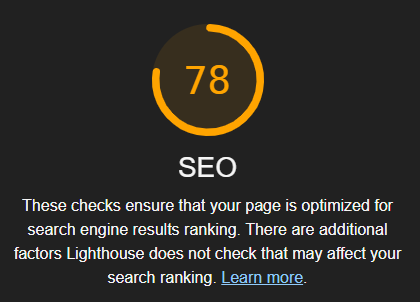 78
SEO
These checks ensure that your page is optimized for
search engine results ranking. There are additional
factors Lighthouse does not check that may affect your
search ranking. Learn more.